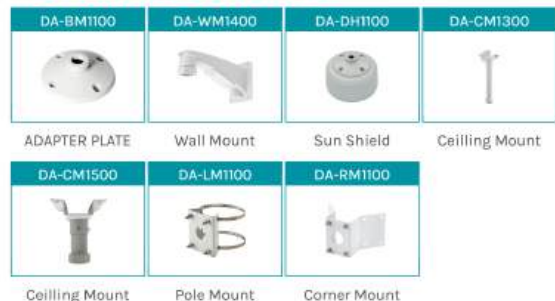 DA-BM1100 DA-WM1400 DA-DH1100 DA-CM1300
ADAPTER PLATE Wall Mount Sun Shield Ceilling Mount
DA-CM1500 DA-LM1100 DA-RM1100
Ceilling Mount Pole Mount Corner Mount